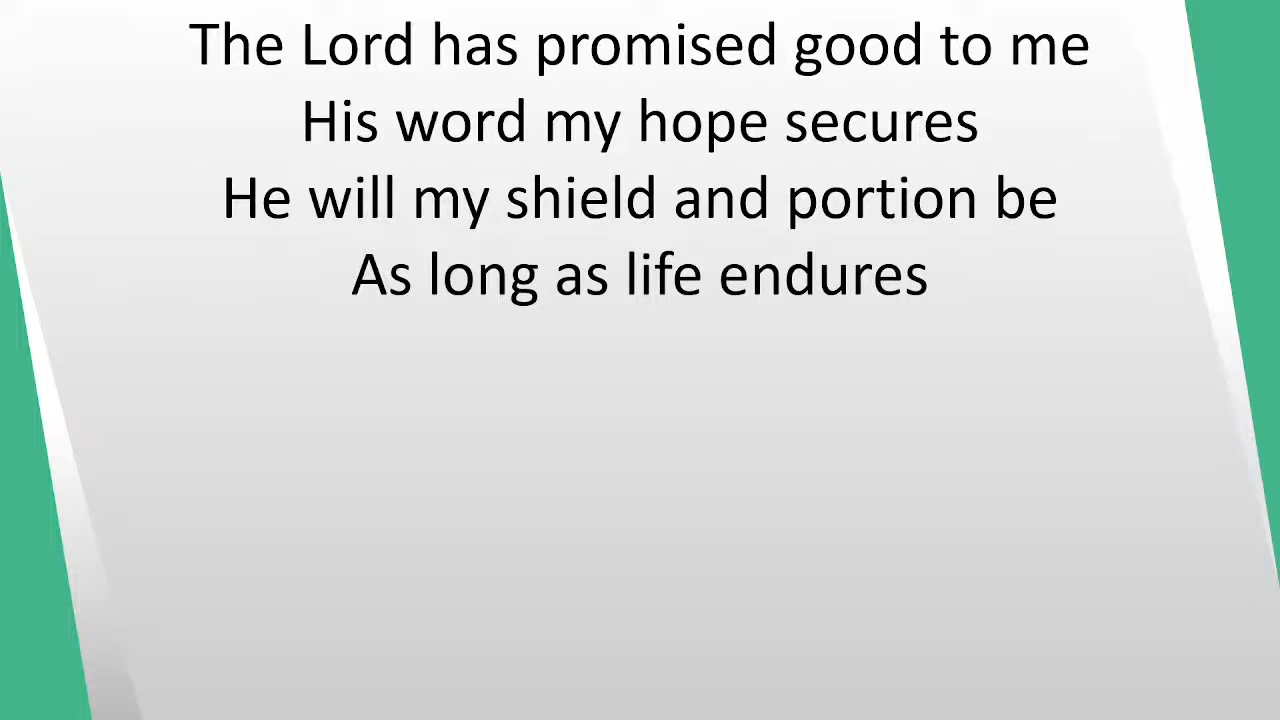 The Lord has promised good to me
His word my hope secures
He will my shield and portion be
As long as life endures